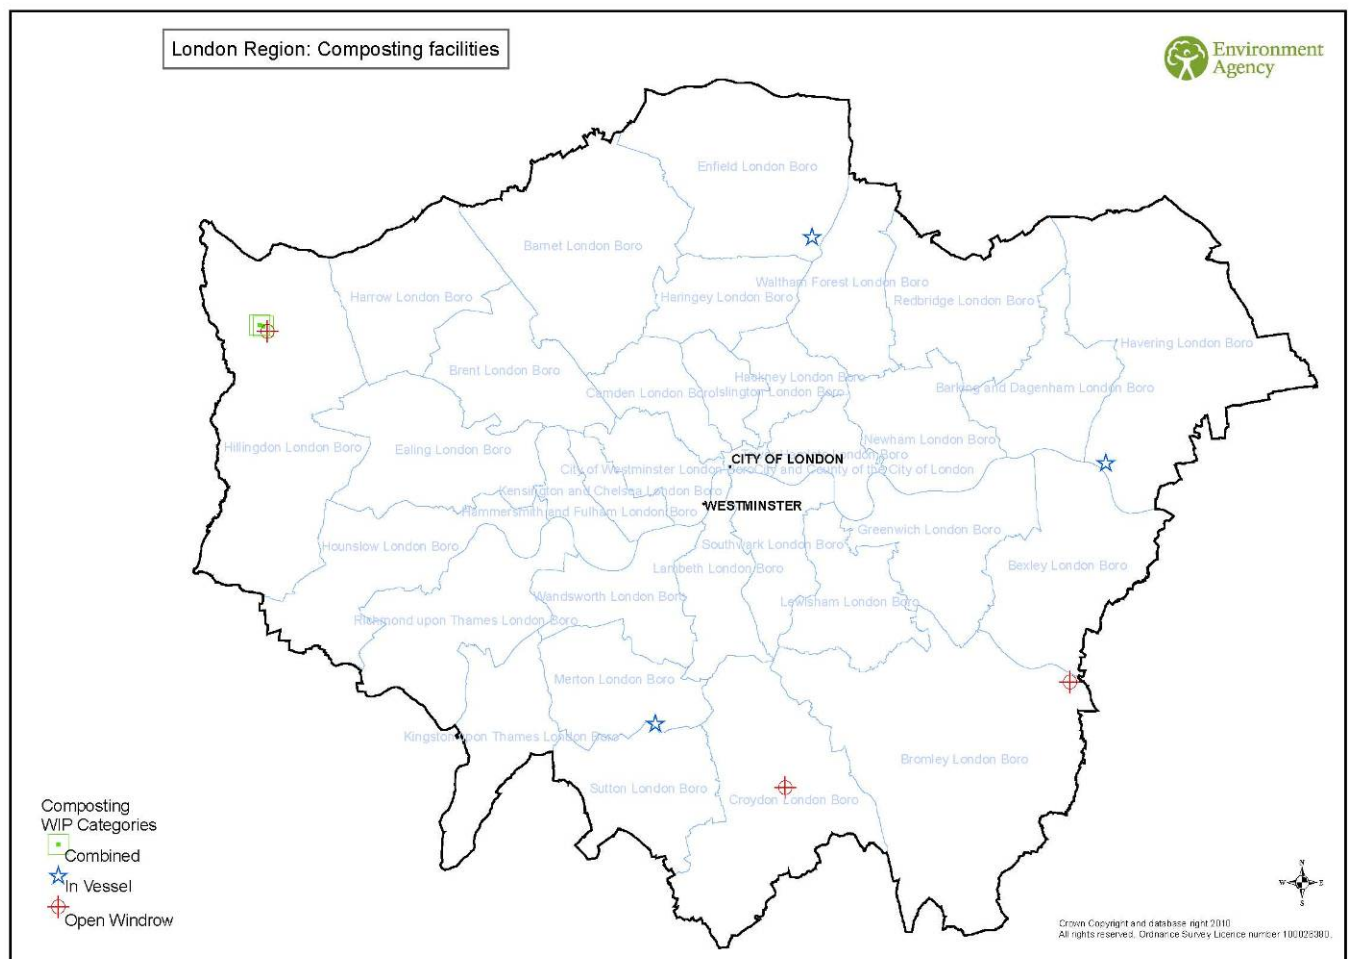 London Region: Composting facilities
Environment
Agency
Enfield London Boro
Barnet London Boro
Waltham Forest London Boro
Harrow London Boro
Haringey London Boro
Redbridge London Boro
Havering London Boro
Brent London Boro
Hackney London Boro
Camden London Boro
Islington London Boro
Barking and Dagenham London Boro
Newham London Boro
Hillingdon London Boro
Ealing London Boro
CITY OF LONDON
London Boro
City of Westminster London Boro
City and County of the City of London
Kensington and Chelsea London Boro
WESTMINSTER
Hammersmith and Fulham London Boro
Greenwich London Boro
Hounslow London Boro
Southwark London Boro
Lambeth London Boro
Bexley London Boro
Wandsworth London Boro
Lewisham London Boro
Richmond upon Thames London Boro
Merton London Boro
Kingston upon Thames London Boro
Bromley London Boro
Sutton London Boro
Croydon London Boro
Composting
WIP Categories
Combined
In Vessel
Open Windrow
N
W
E
S
Crown Copyright and database right 2010
All rights reserved. Ordnance Survey Licence number 100026380.